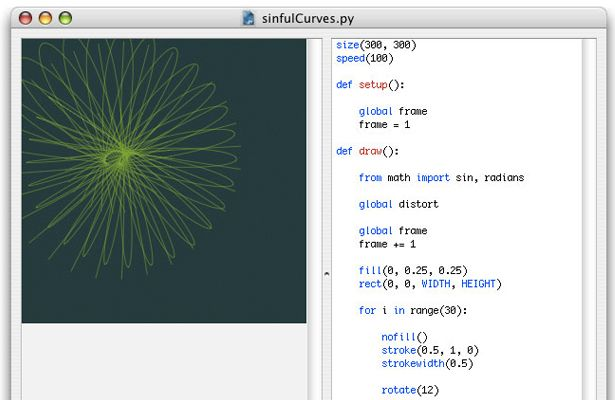 sinfulCurves.py
size(300, 300)
speed(100)
def setup():
global frame
frame = 1
def draw():
from math import sin, radians
global distort
global frame
frame += 1
fill(0, 0.25, 0.25)
rect(0, 0, WIDTH, HEIGHT)
for i in range(30):
nofill()
stroke(0.5, 1, 0)
strokewidth(0.5)
rotate(12)